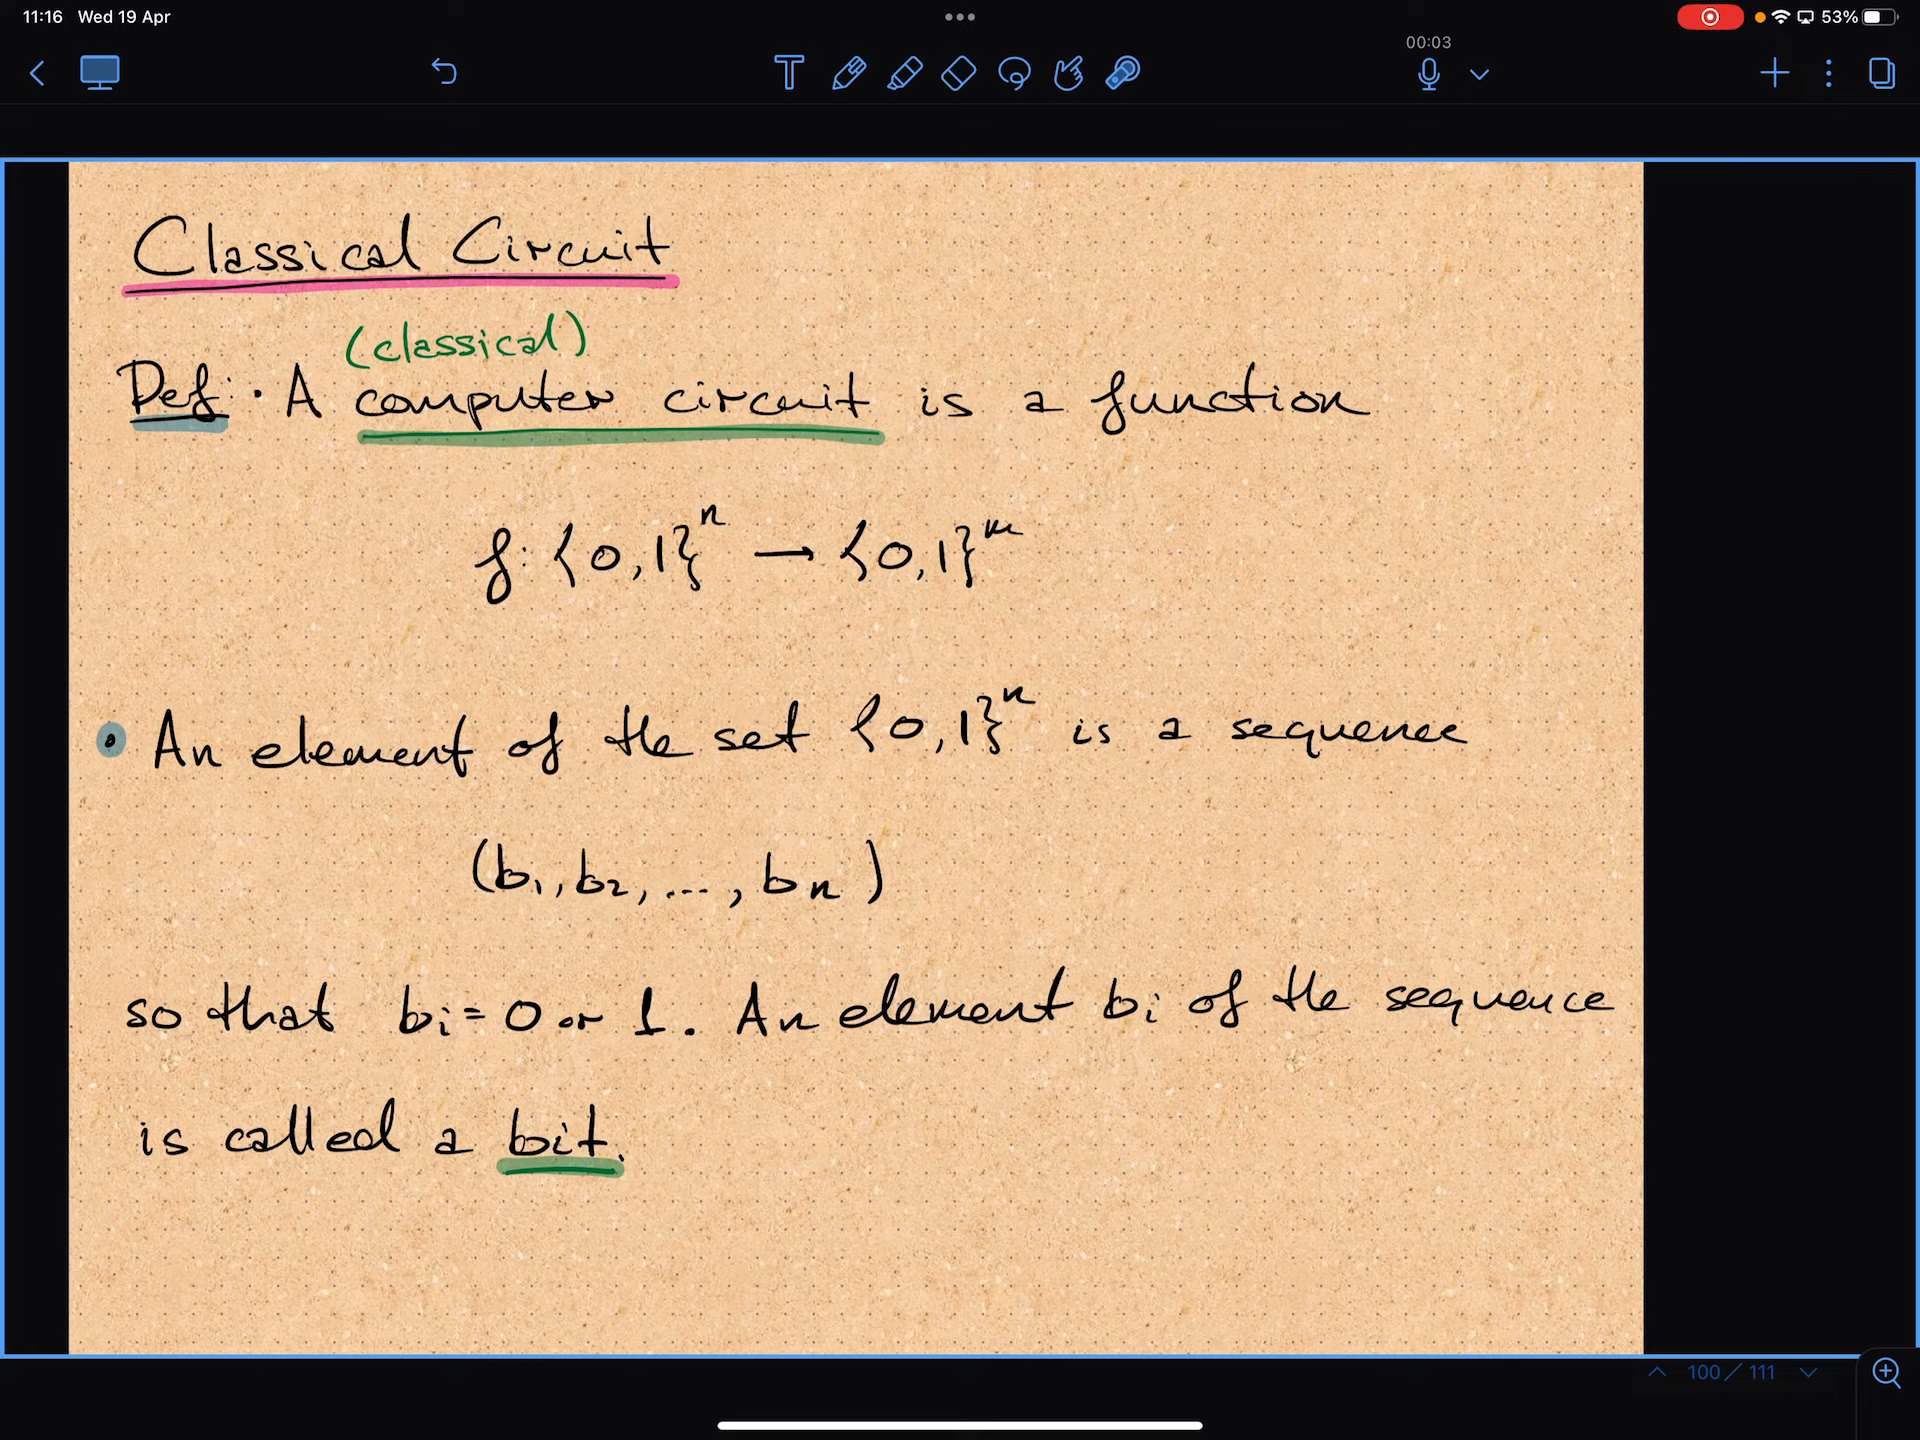 11:16 Wed 19 Apr
53%
00:03
Classical Circuit
(classical)
Def: · A computer circuit is a function
f: {0,1}ⁿ → {0,1}ᵐ
• An element of the set {0,1}ⁿ is a sequence
(b₁, b₂, ..., bₙ)
so that bᵢ = 0 or 1. An element bᵢ of the sequence
is called a bit.
100/111